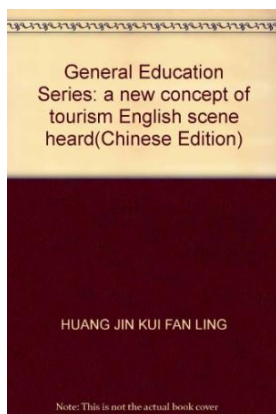 General Education
Series: a new concept of
tourism English scene
heard(Chinese Edition)
HUANG JIN KUI FAN LING
Note: This is not the actual book cover